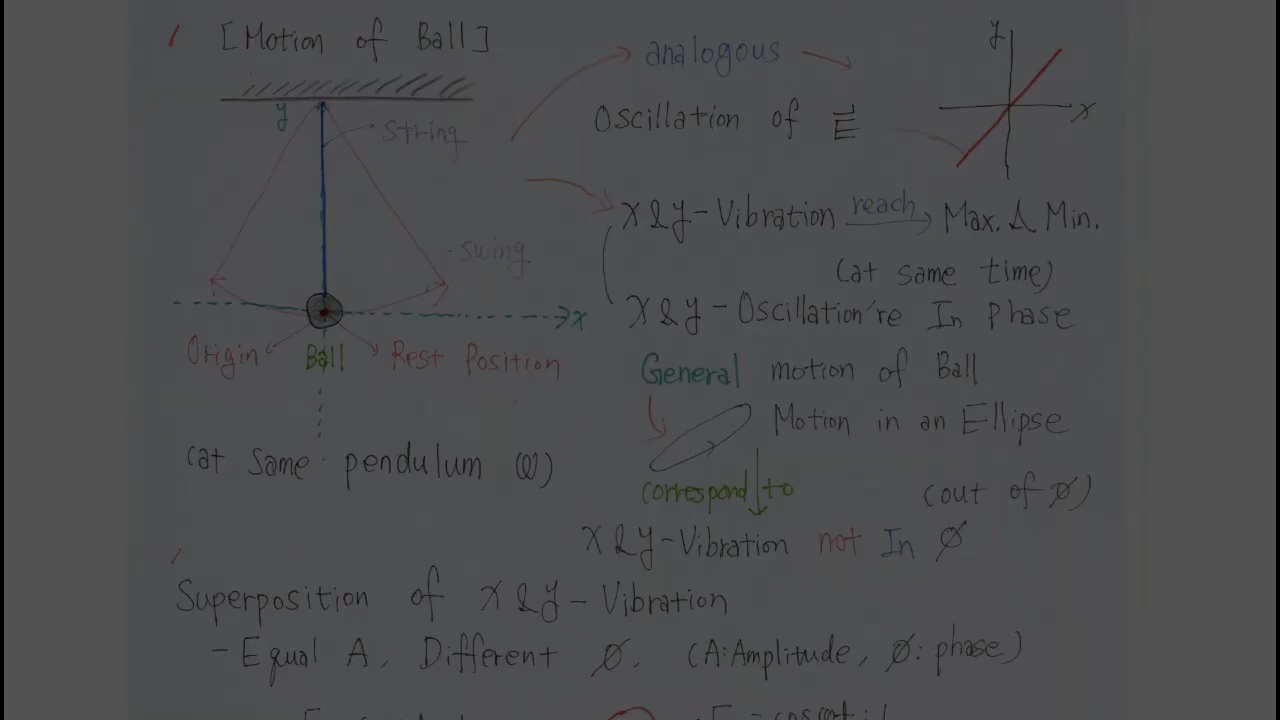 [Motion of Ball]
analogous
Oscillation of E⃗
y
x
y
string
swing
x
Origin
Ball
Rest Position
(at same pendulum ω)
X & Y-Vibration reach → Max. & Min.
(at same time)
X & Y-Oscillation're In phase
General motion of Ball
Motion in an Ellipse
correspond to
(out of ϕ)
X & Y-Vibration not In ϕ
Superposition of X & Y-Vibration
- Equal A, Different ϕ. (A:Amplitude, ϕ: phase)